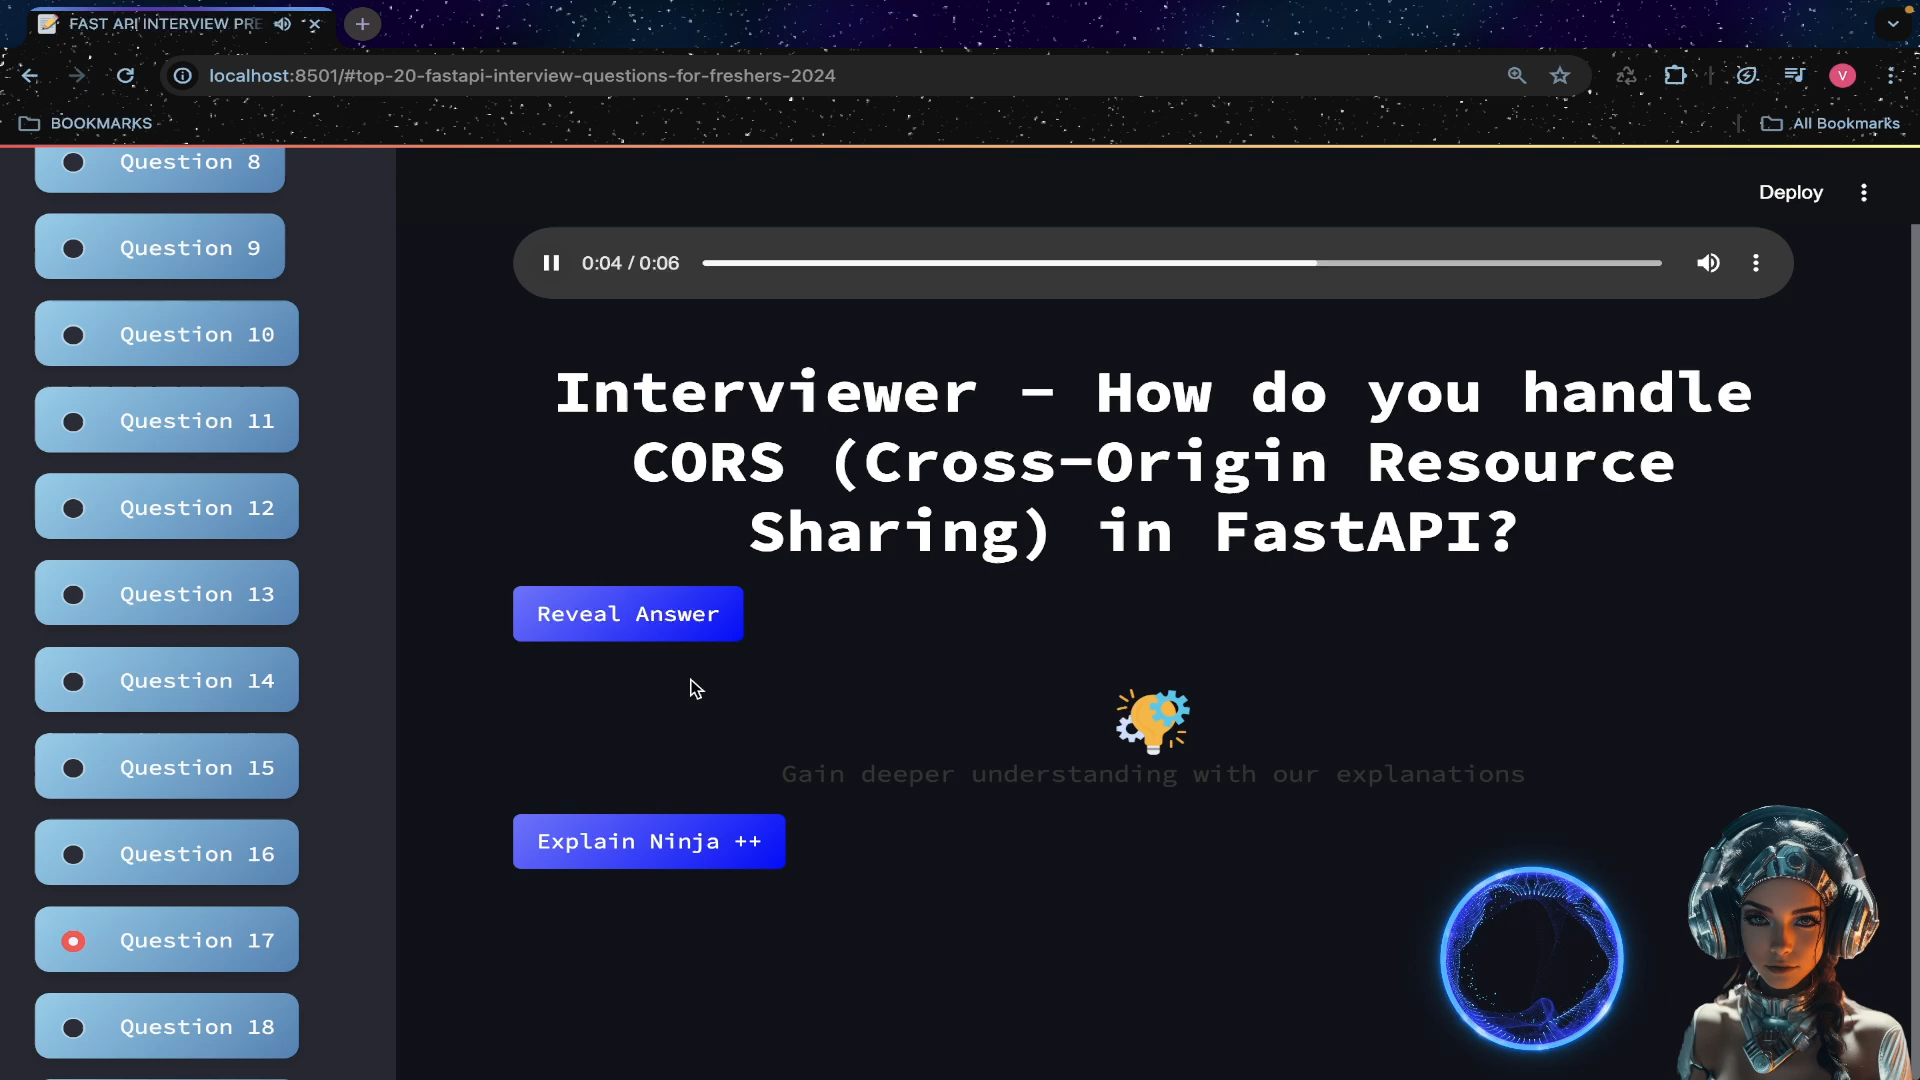 FAST API INTERVIEW PRE
localhost:8501/#top-20-fastapi-interview-questions-for-freshers-2024
V
BOOKMARKS
All Bookmarks
Question 8
Question 9
Question 10
Question 11
Question 12
Question 13
Question 14
Question 15
Question 16
Question 17
Question 18
Deploy
0:04 / 0:06
Interviewer - How do you handle
CORS (Cross-Origin Resource
Sharing) in FastAPI?
Reveal Answer
Gain deeper understanding with our explanations
Explain Ninja ++